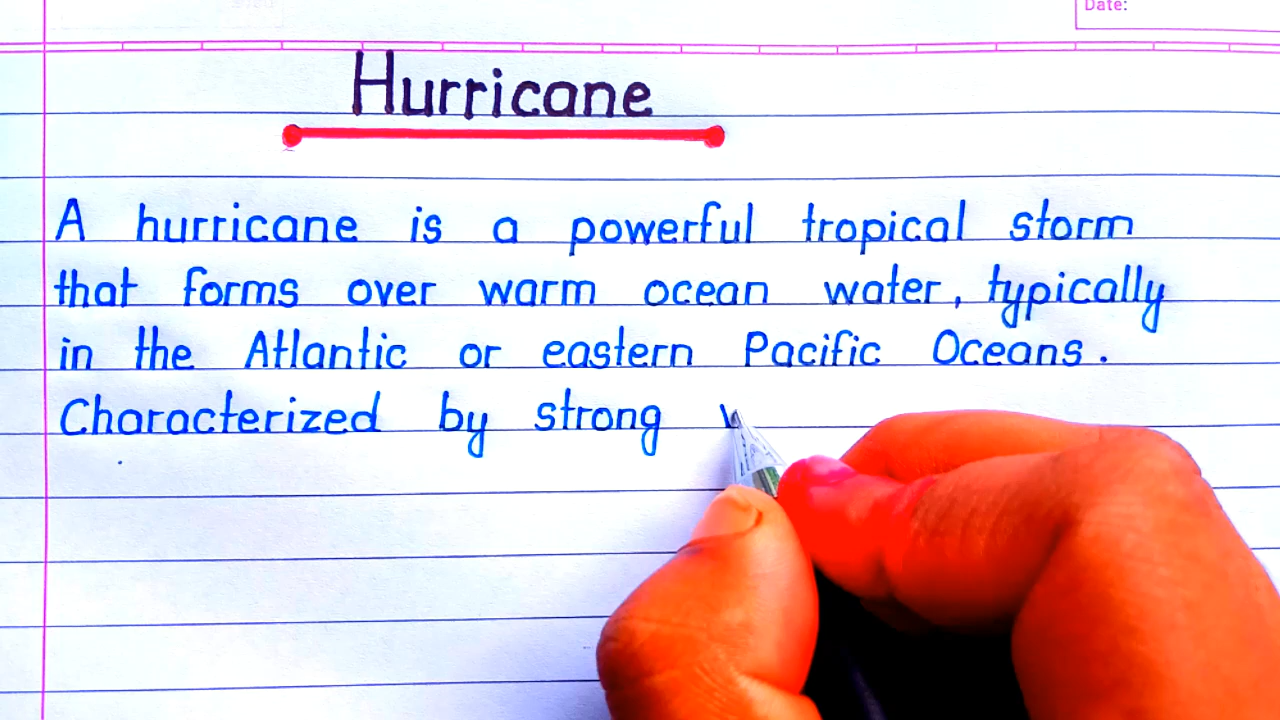 Date:
Hurricane
A hurricane is a powerful tropical storm
that forms over warm ocean water, typically
in the Atlantic or eastern Pacific Oceans.
Characterized by strong